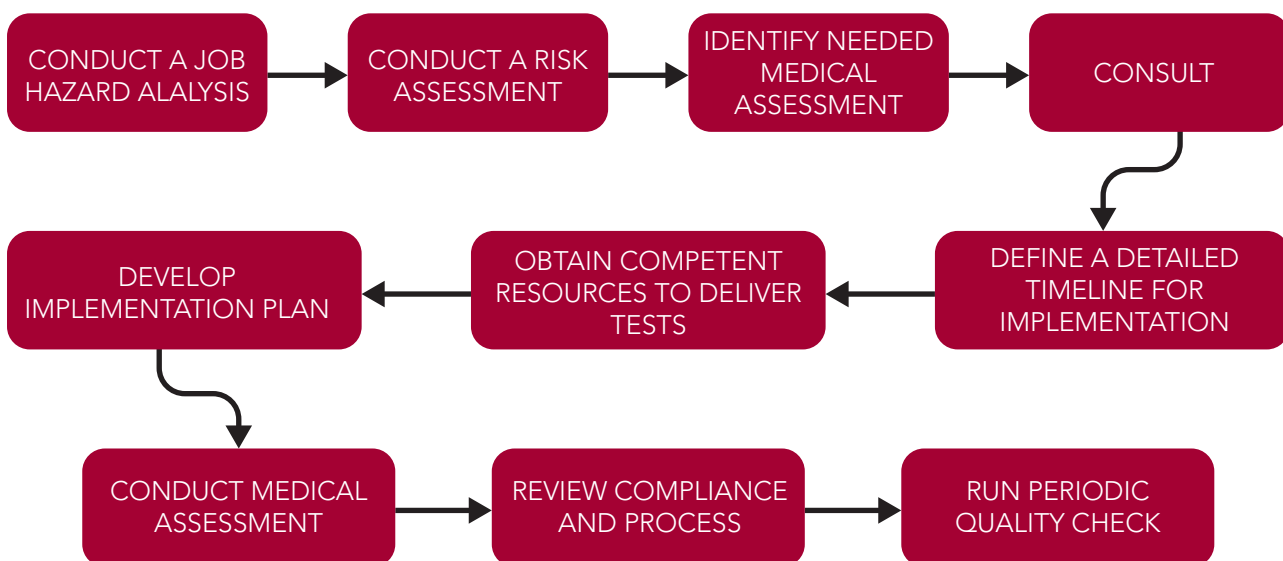 CONDUCT A JOB
HAZARD ALALYSIS
CONDUCT A RISK
ASSESSMENT
IDENTIFY NEEDED
MEDICAL
ASSESSMENT
CONSULT
DEFINE A DETAILED
TIMELINE FOR
IMPLEMENTATION
OBTAIN COMPETENT
RESOURCES TO DELIVER
TESTS
DEVELOP
IMPLEMENTATION PLAN
CONDUCT MEDICAL
ASSESSMENT
REVIEW COMPLIANCE
AND PROCESS
RUN PERIODIC
QUALITY CHECK